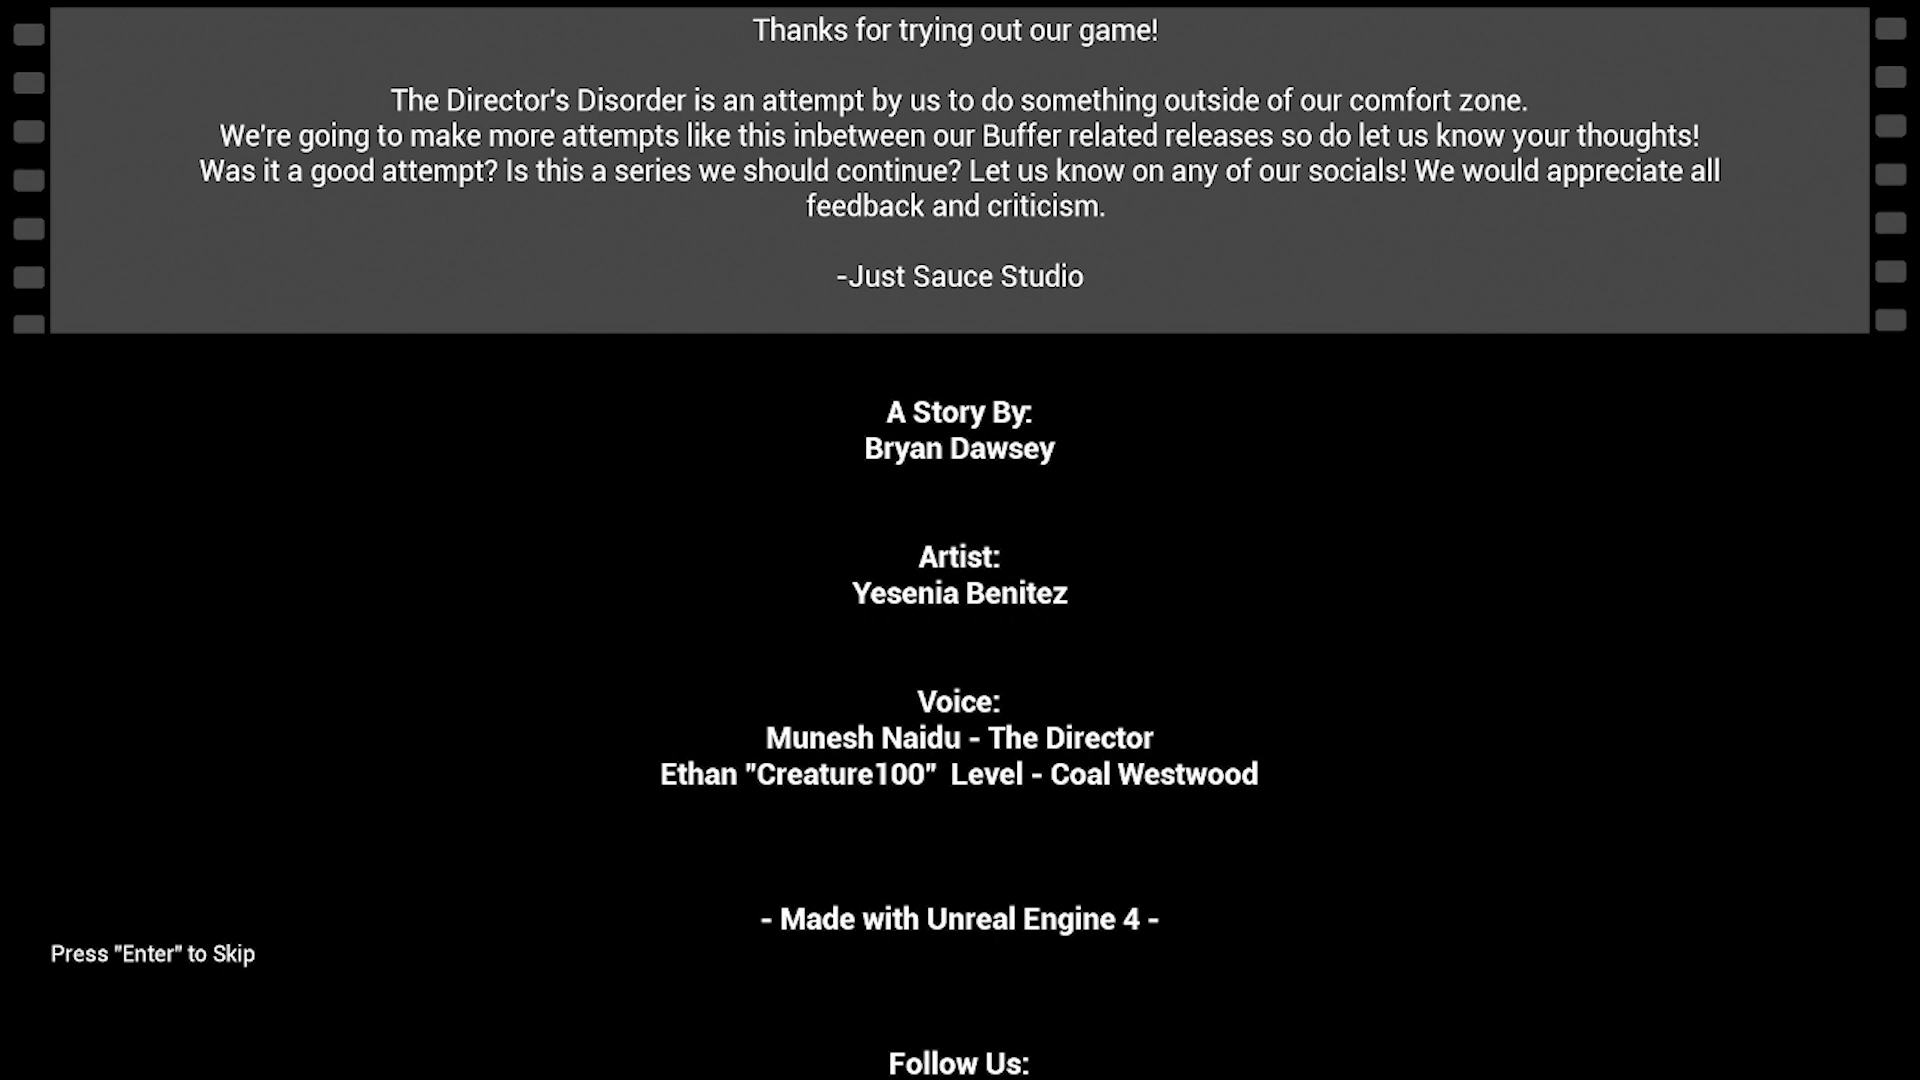 Thanks for trying out our game!
The Director's Disorder is an attempt by us to do something outside of our comfort zone.
We're going to make more attempts like this inbetween our Buffer related releases so do let us know your thoughts!
Was it a good attempt? Is this a series we should continue? Let us know on any of our socials! We would appreciate all
feedback and criticism.
-Just Sauce Studio
A Story By:
Bryan Dawsey
Artist:
Yesenia Benitez
Voice:
Munesh Naidu - The Director
Ethan "Creature100"  Level - Coal Westwood
- Made with Unreal Engine 4 -
Press "Enter" to Skip
Follow Us: